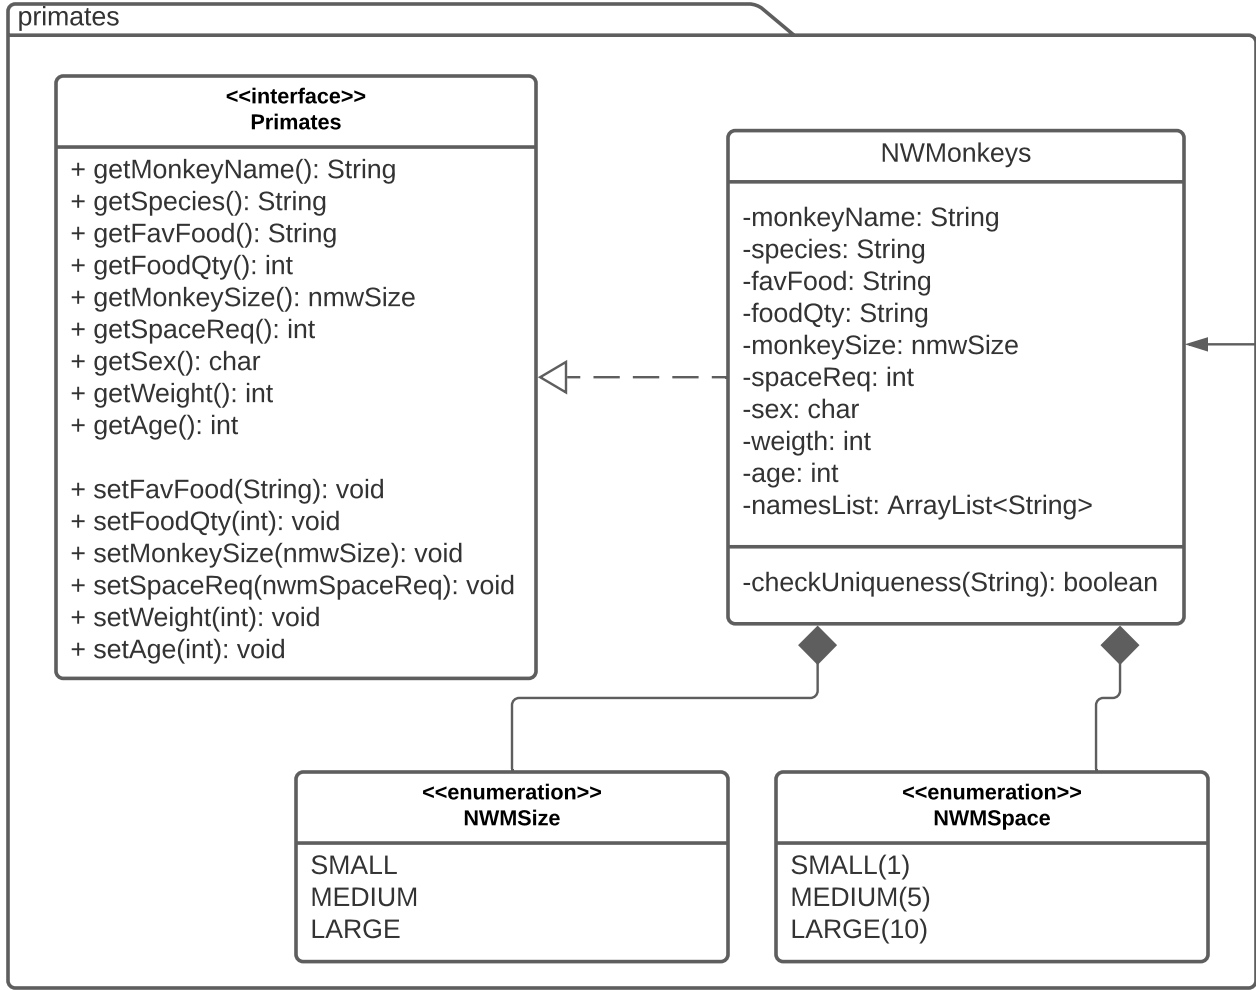 primates
<<interface>>
Primates
+ getMonkeyName(): String
+ getSpecies(): String
+ getFavFood(): String
+ getFoodQty(): int
+ getMonkeySize(): nmwSize
+ getSpaceReq(): int
+ getSex(): char
+ getWeight(): int
+ getAge(): int
+ setFavFood(String): void
+ setFoodQty(int): void
+ setMonkeySize(nmwSize): void
+ setSpaceReq(nwmSpaceReq): void
+ setWeight(int): void
+ setAge(int): void
NWMonkeys
-monkeyName: String
-species: String
-favFood: String
-foodQty: String
-monkeySize: nmwSize
-spaceReq: int
-sex: char
-weigth: int
-age: int
-namesList: ArrayList<String>
-checkUniqueness(String): boolean
<<enumeration>>
NWMSize
SMALL
MEDIUM
LARGE
<<enumeration>>
NWMSpace
SMALL(1)
MEDIUM(5)
LARGE(10)